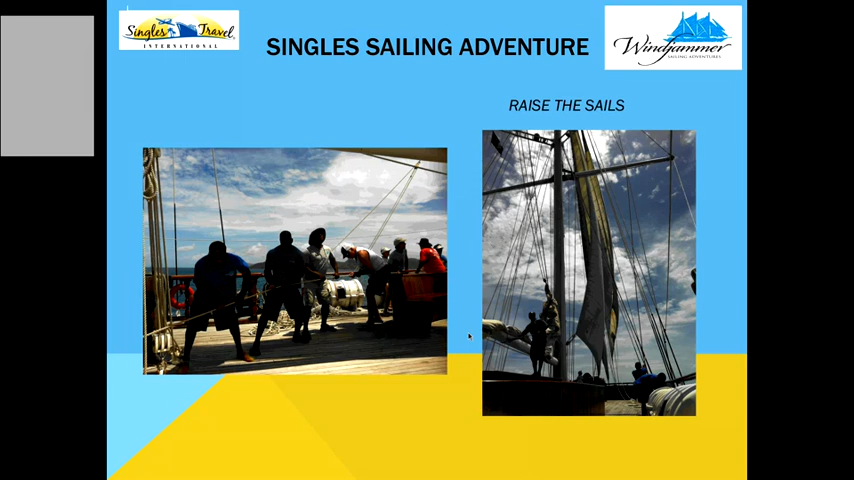 Singles Travel
INTERNATIONAL
SINGLES SAILING ADVENTURE
Windjammer
SAILING ADVENTURES
RAISE THE SAILS